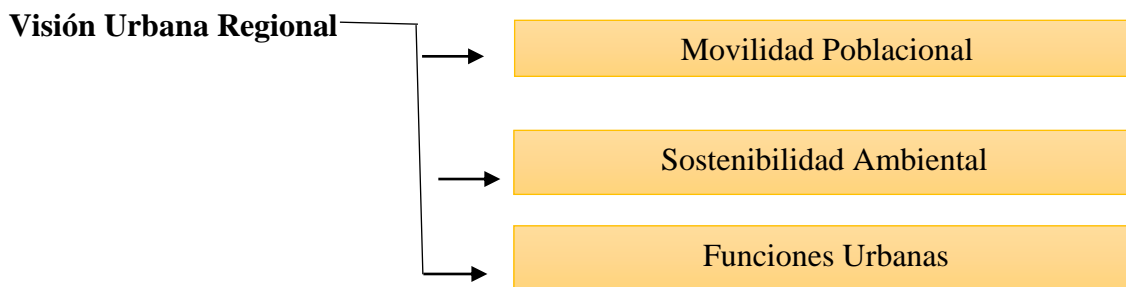 Visión Urbana Regional
Movilidad Poblacional
Sostenibilidad Ambiental
Funciones Urbanas